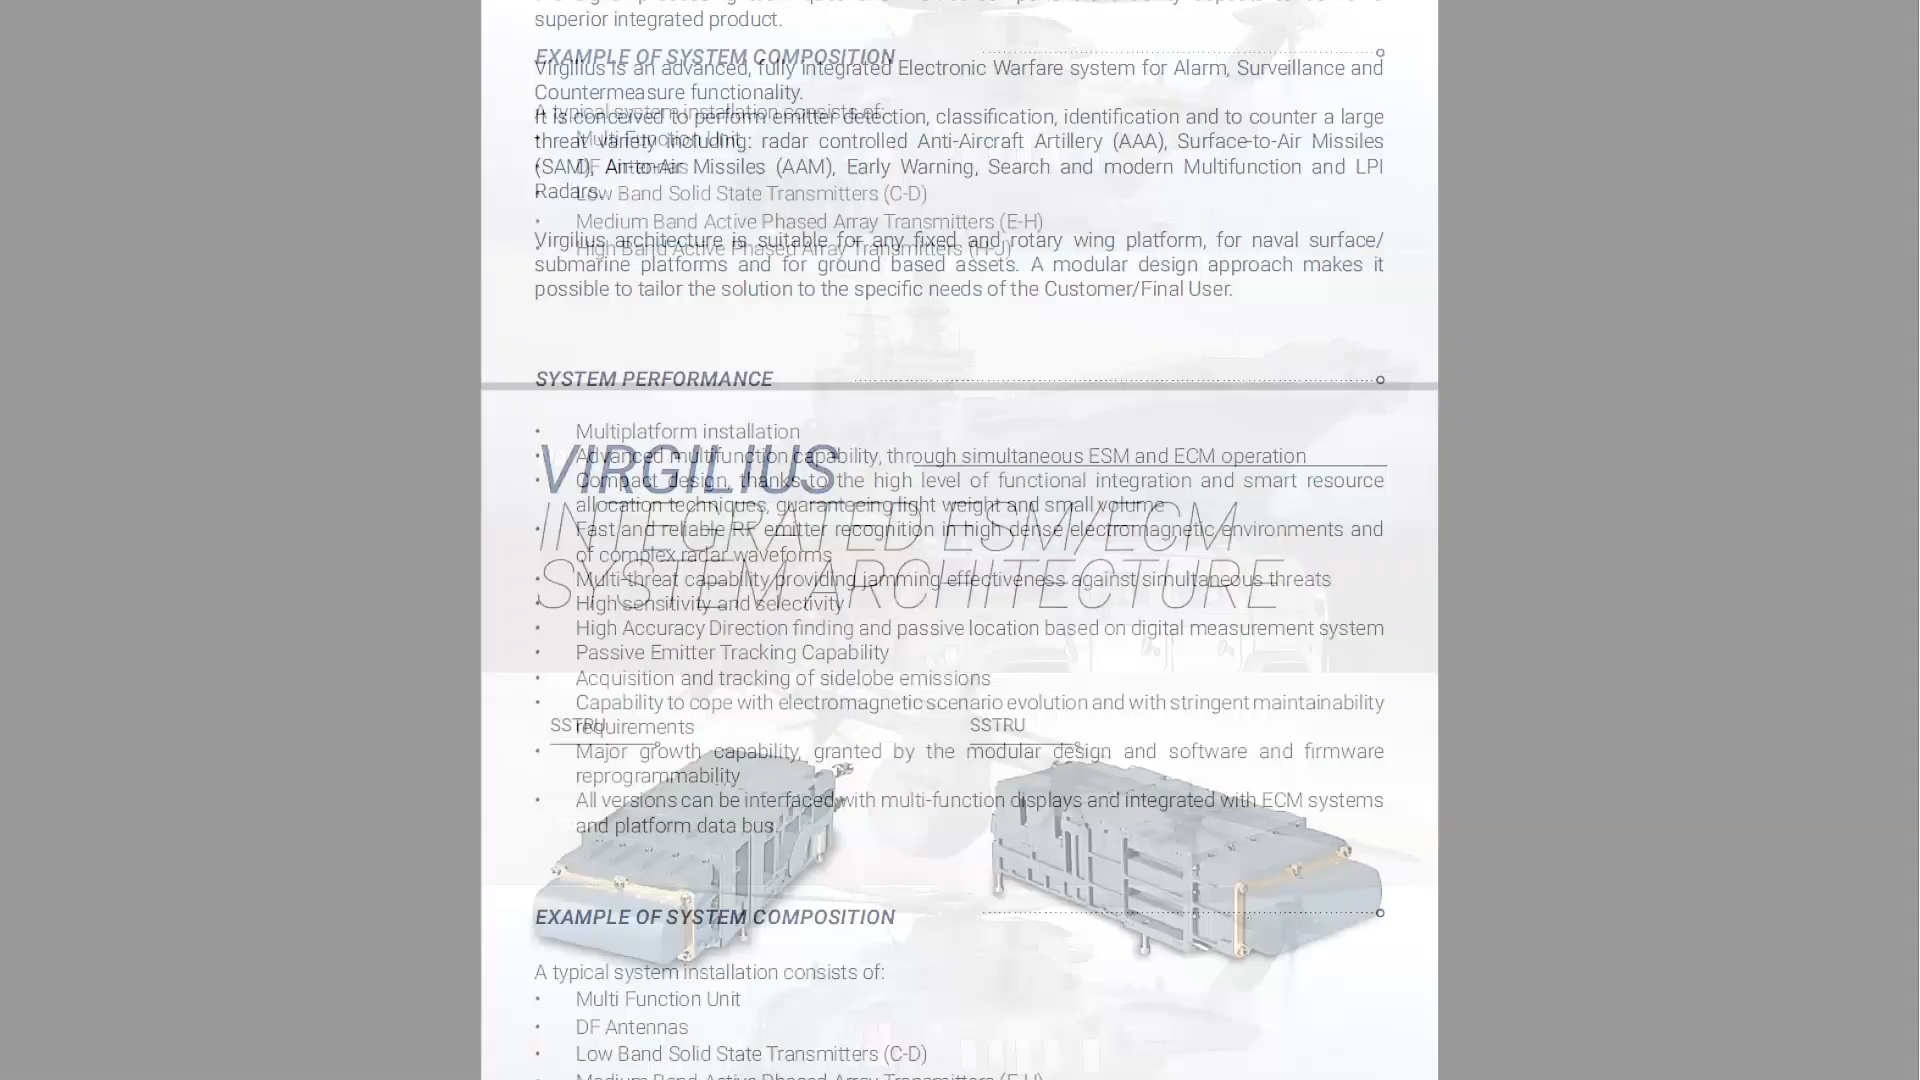 superior integrated product.
EXAMPLE OF SYSTEM COMPOSITION
Virgilius is an advanced, fully integrated Electronic Warfare system for Alarm, Surveillance and
Countermeasure functionality.
A typical system installation consists of:
It is conceived to perform emitter detection, classification, identification and to counter a large
• Multi Function Unit
threat variety including: radar controlled Anti-Aircraft Artillery (AAA), Surface-to-Air Missiles
(SAM), Air-to-Air Missiles (AAM), Early Warning, Search and modern Multifunction and LPI
• DF Antennas
Radars.
• Low Band Solid State Transmitters (C-D)
• Medium Band Active Phased Array Transmitters (E-H)
Virgilius architecture is suitable for any fixed and rotary wing platform, for naval surface/
• High Band Active Phased Array Transmitters (H-J)
submarine platforms and for ground based assets. A modular design approach makes it
possible to tailor the solution to the specific needs of the Customer/Final User.
SYSTEM PERFORMANCE
• Multiplatform installation
• Advanced multifunction capability, through simultaneous ESM and ECM operation
VIRGILIUS
• Compact design, thanks to the high level of functional integration and smart resource
allocation techniques, guaranteeing light weight and small volume
INTEGRATED ESM/ECM
• Fast and reliable RF emitter recognition in high dense electromagnetic environments and
of complex radar waveforms
SYSTEM ARCHITECTURE
• Multi-threat capability providing jamming effectiveness against simultaneous threats
• High sensitivity and selectivity
• High Accuracy Direction finding and passive location based on digital measurement system
• Passive Emitter Tracking Capability
• Acquisition and tracking of sidelobe emissions
• Capability to cope with electromagnetic scenario evolution and with stringent maintainability
requirements
SSTRU
SSTRU
• Major growth capability, granted by the modular design and software and firmware
reprogrammability
• All versions can be interfaced with multi-function displays and integrated with ECM systems
and platform data bus.
EXAMPLE OF SYSTEM COMPOSITION
A typical system installation consists of:
• Multi Function Unit
• DF Antennas
• Low Band Solid State Transmitters (C-D)
• Medium Band Active Phased Array Transmitters (E-H)